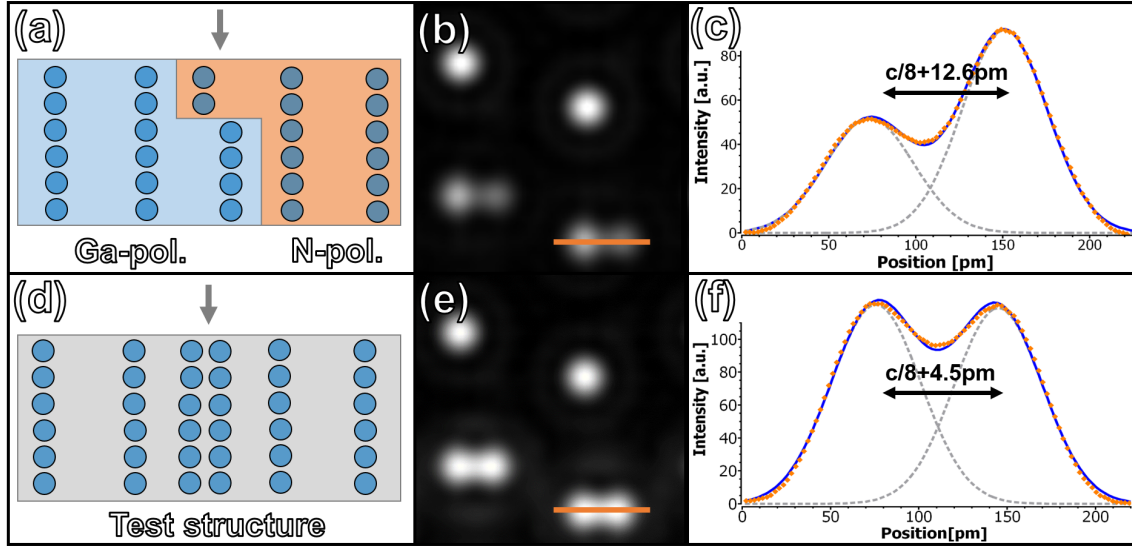 (a)
Ga-pol.
N-pol.
(b)
(c)
80
60
40
20
0
Intensity [a.u.]
c/8+12.6pm
0
50
100
150
200
Position [pm]
(d)
Test structure
(e)
(f)
100
80
60
40
20
0
Intensity [a.u.]
c/8+4.5pm
0
50
100
150
200
Position[pm]